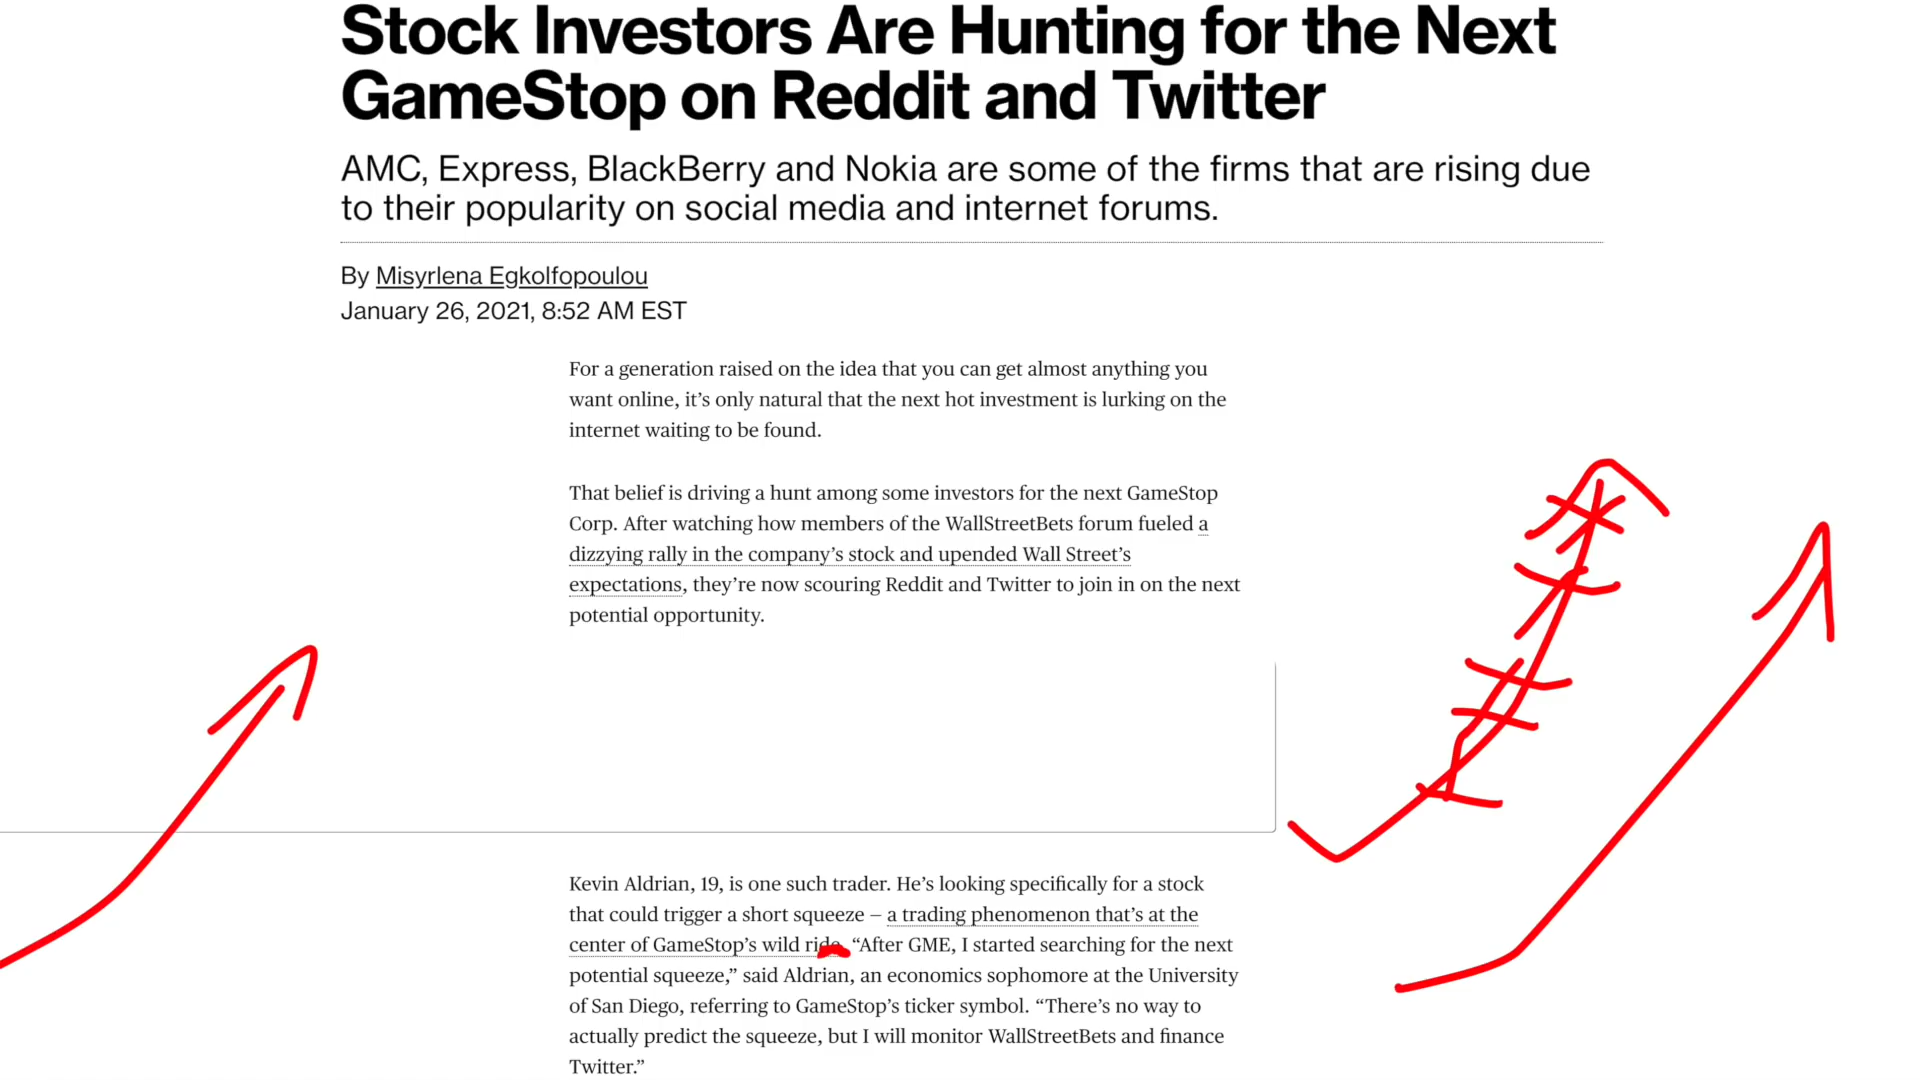 Stock Investors Are Hunting for the Next
GameStop on Reddit and Twitter
AMC, Express, BlackBerry and Nokia are some of the firms that are rising due
to their popularity on social media and internet forums.
By Misyrlena Egkolfopoulou
January 26, 2021, 8:52 AM EST
For a generation raised on the idea that you can get almost anything you
want online, it’s only natural that the next hot investment is lurking on the
internet waiting to be found.
That belief is driving a hunt among some investors for the next GameStop
Corp. After watching how members of the WallStreetBets forum fueled a
dizzying rally in the company’s stock and upended Wall Street’s
expectations, they’re now scouring Reddit and Twitter to join in on the next
potential opportunity.
Kevin Aldrian, 19, is one such trader. He’s looking specifically for a stock
that could trigger a short squeeze – a trading phenomenon that’s at the
center of GameStop’s wild ride. “After GME, I started searching for the next
potential squeeze,” said Aldrian, an economics sophomore at the University
of San Diego, referring to GameStop’s ticker symbol. “There’s no way to
actually predict the squeeze, but I will monitor WallStreetBets and finance
Twitter.”